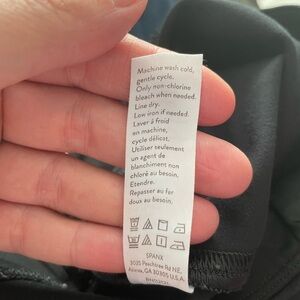 Machine wash cold,
gentle cycle.
Only non-chlorine
bleach when needed.
Line dry.
Low iron if needed.
Laver à froid
en machine,
cycle délicat.
Utiliser seulement
un agent de
blanchiment non
chloré au besoin.
Étendre.
Repasser au fer
doux au besoin.
SPANX
3035 Peachtree Rd NE,
Atlanta, GA 30305 U.S.A.